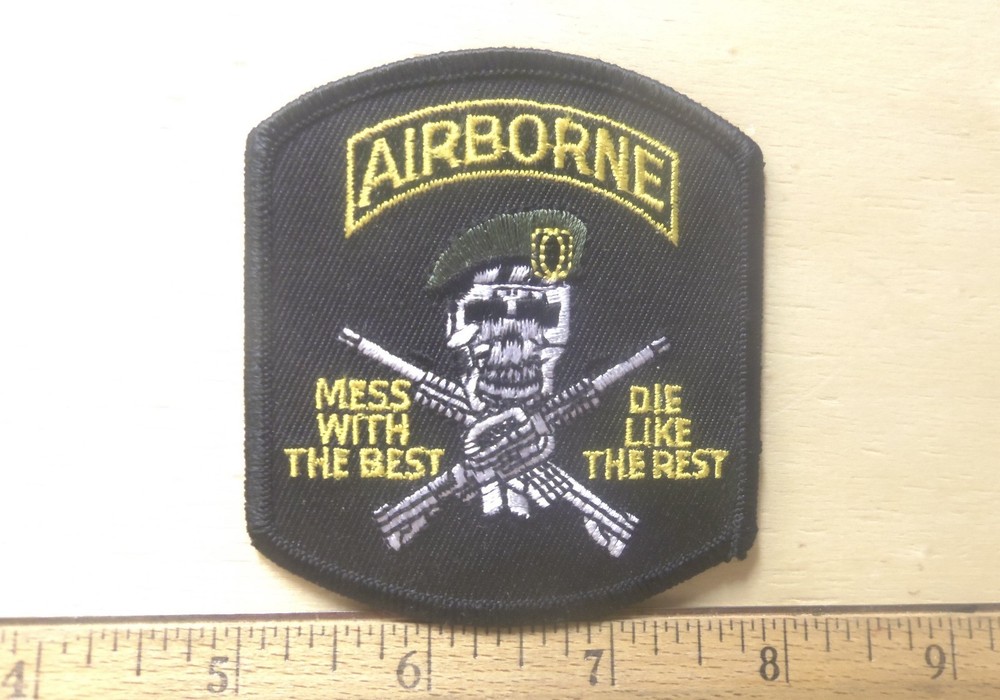 AIRBORNE
MESS
WITH
THE BEST
DIE
LIKE
THE REST
4 5 6 7 8 9